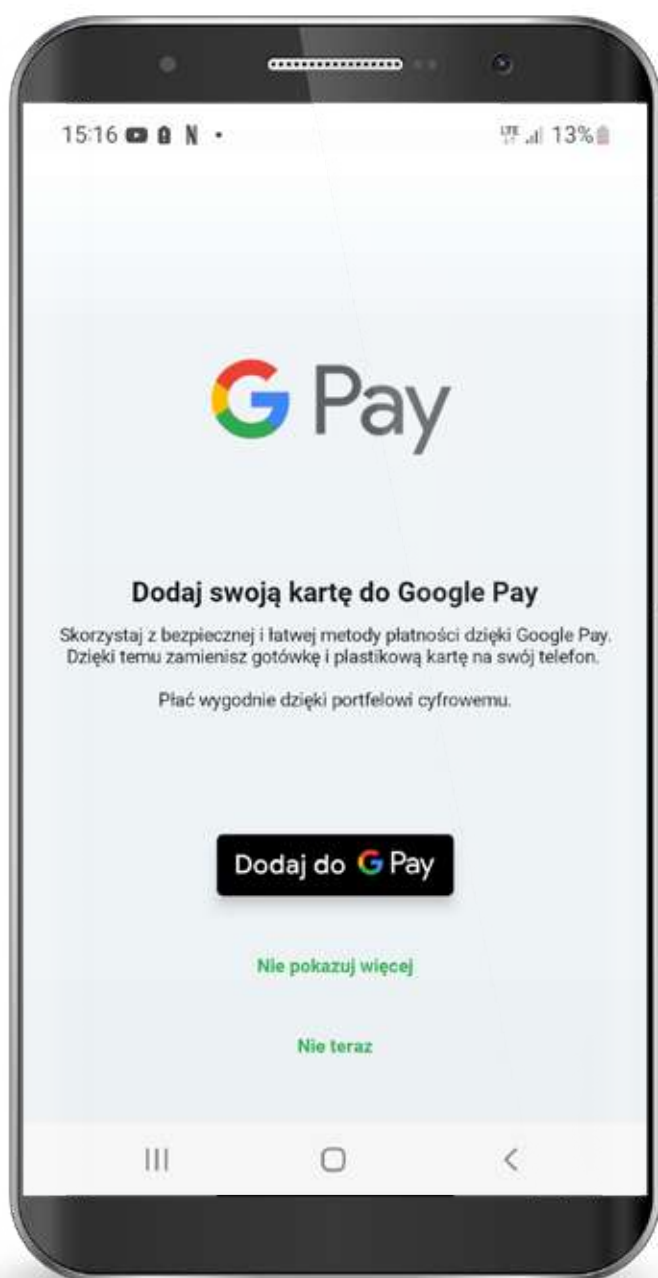 15:16 N LTE 13%
G Pay
Dodaj swoją kartę do Google Pay
Skorzystaj z bezpiecznej i łatwej metody płatności dzięki Google Pay.
Dzięki temu zamienisz gotówkę i plastikową kartę na swój telefon.
Płać wygodnie dzięki portfelowi cyfrowemu.
Dodaj do G Pay
Nie pokazuj więcej
Nie teraz